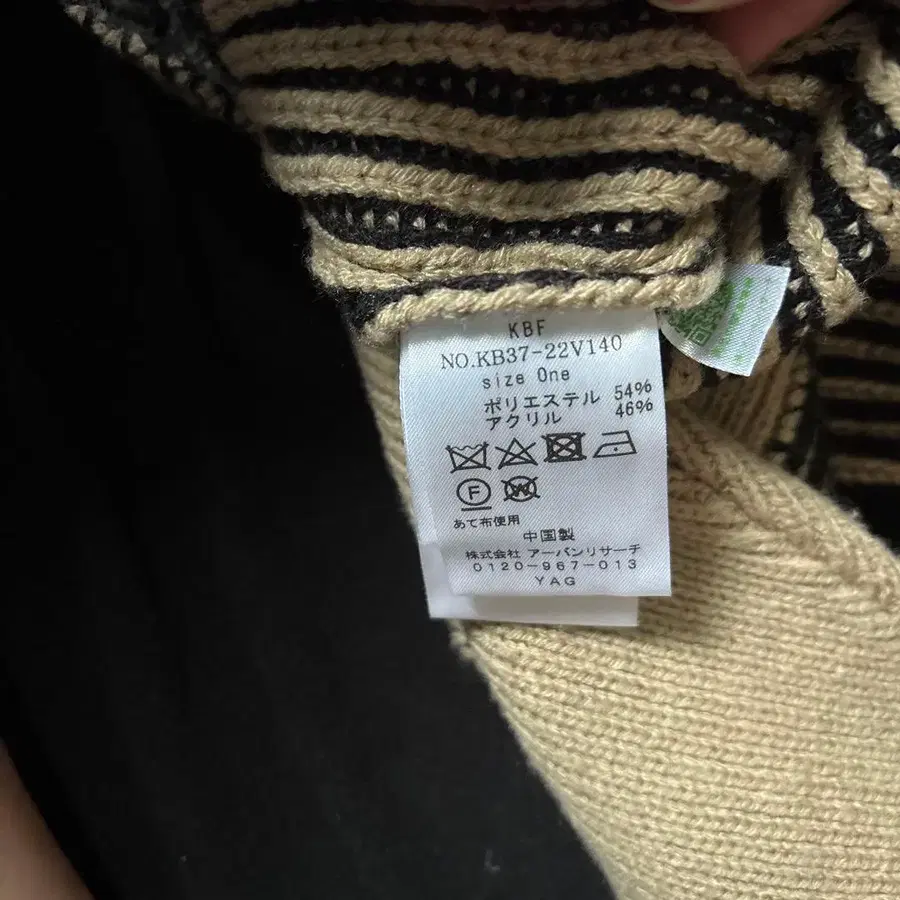 KBF
NO.KB37-22V140
size One
ポリエステル 54%
アクリル 46%
F W
あて布使用
中国製
株式会社 アーバンリサーチ
0120-967-013
YAG